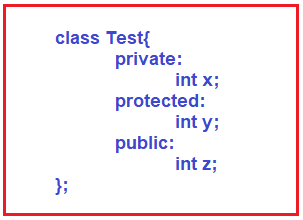 class Test{
private:
int x;
protected:
int y;
public:
int z;
};